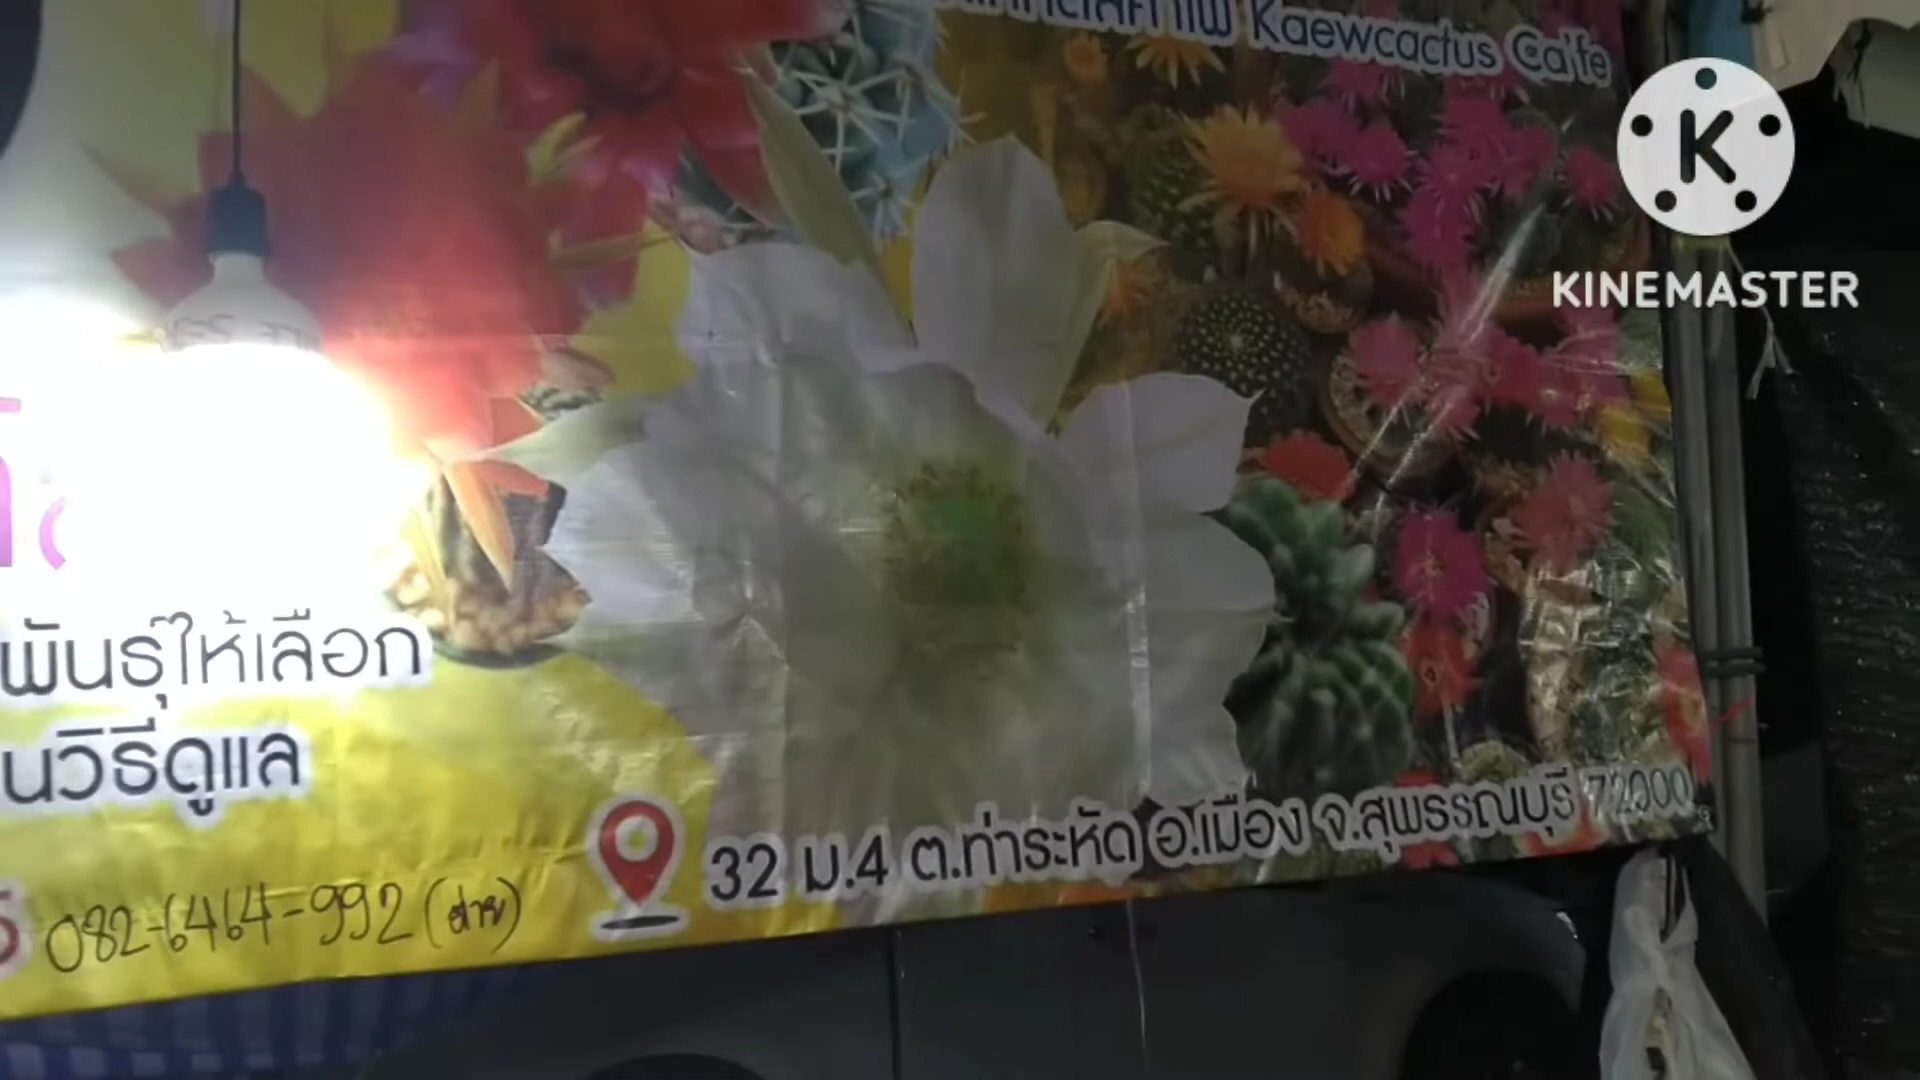 Kaewcactus Ca'fe
KINEMASTER
พันธุ์ให้เลือก
นวิธีดูแล
32 ม.4 ต.ท่าระหัด อ.เมือง จ.สุพรรณบุรี 72000
082-6464-992